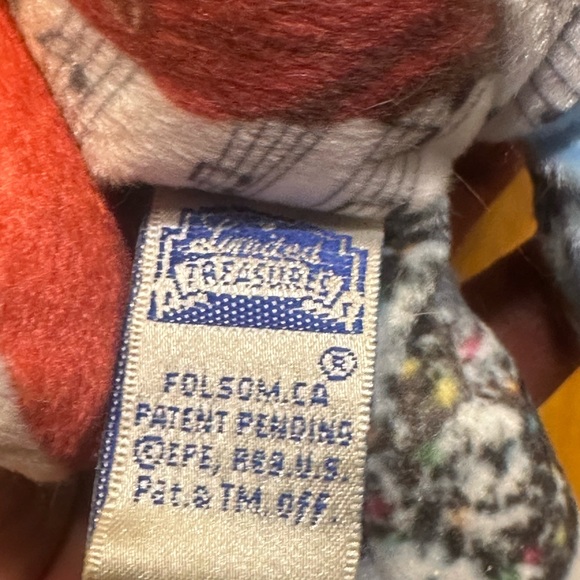 Limited
TREASURES
®
FOLSOM, CA
PATENT PENDING
©EPE, REG. U.S.
Pat. & TM. Off.